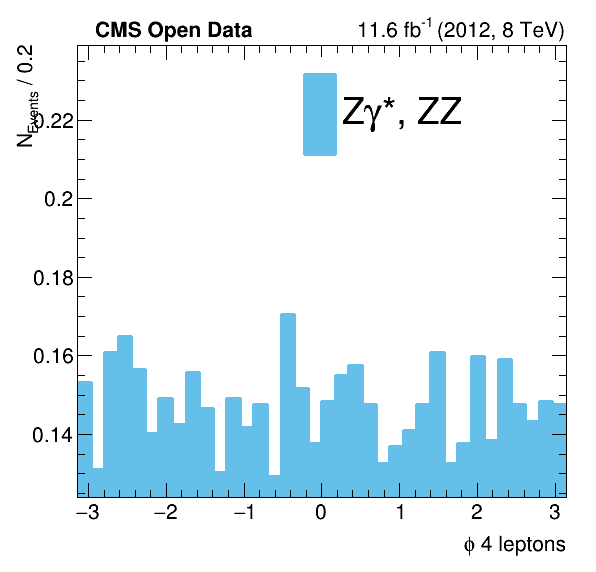 CMS Open Data 11.6 fb⁻¹ (2012, 8 TeV)
N_Events / 0.2
Zγ*, ZZ
0.22
0.2
0.18
0.16
0.14
−3 −2 −1 0 1 2 3
ϕ 4 leptons